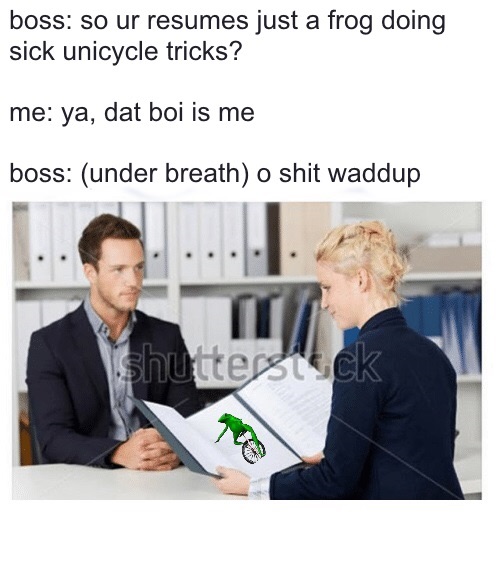 boss: so ur resumes just a frog doing
sick unicycle tricks?
me: ya, dat boi is me
boss: (under breath) o shit waddup
shutterstock